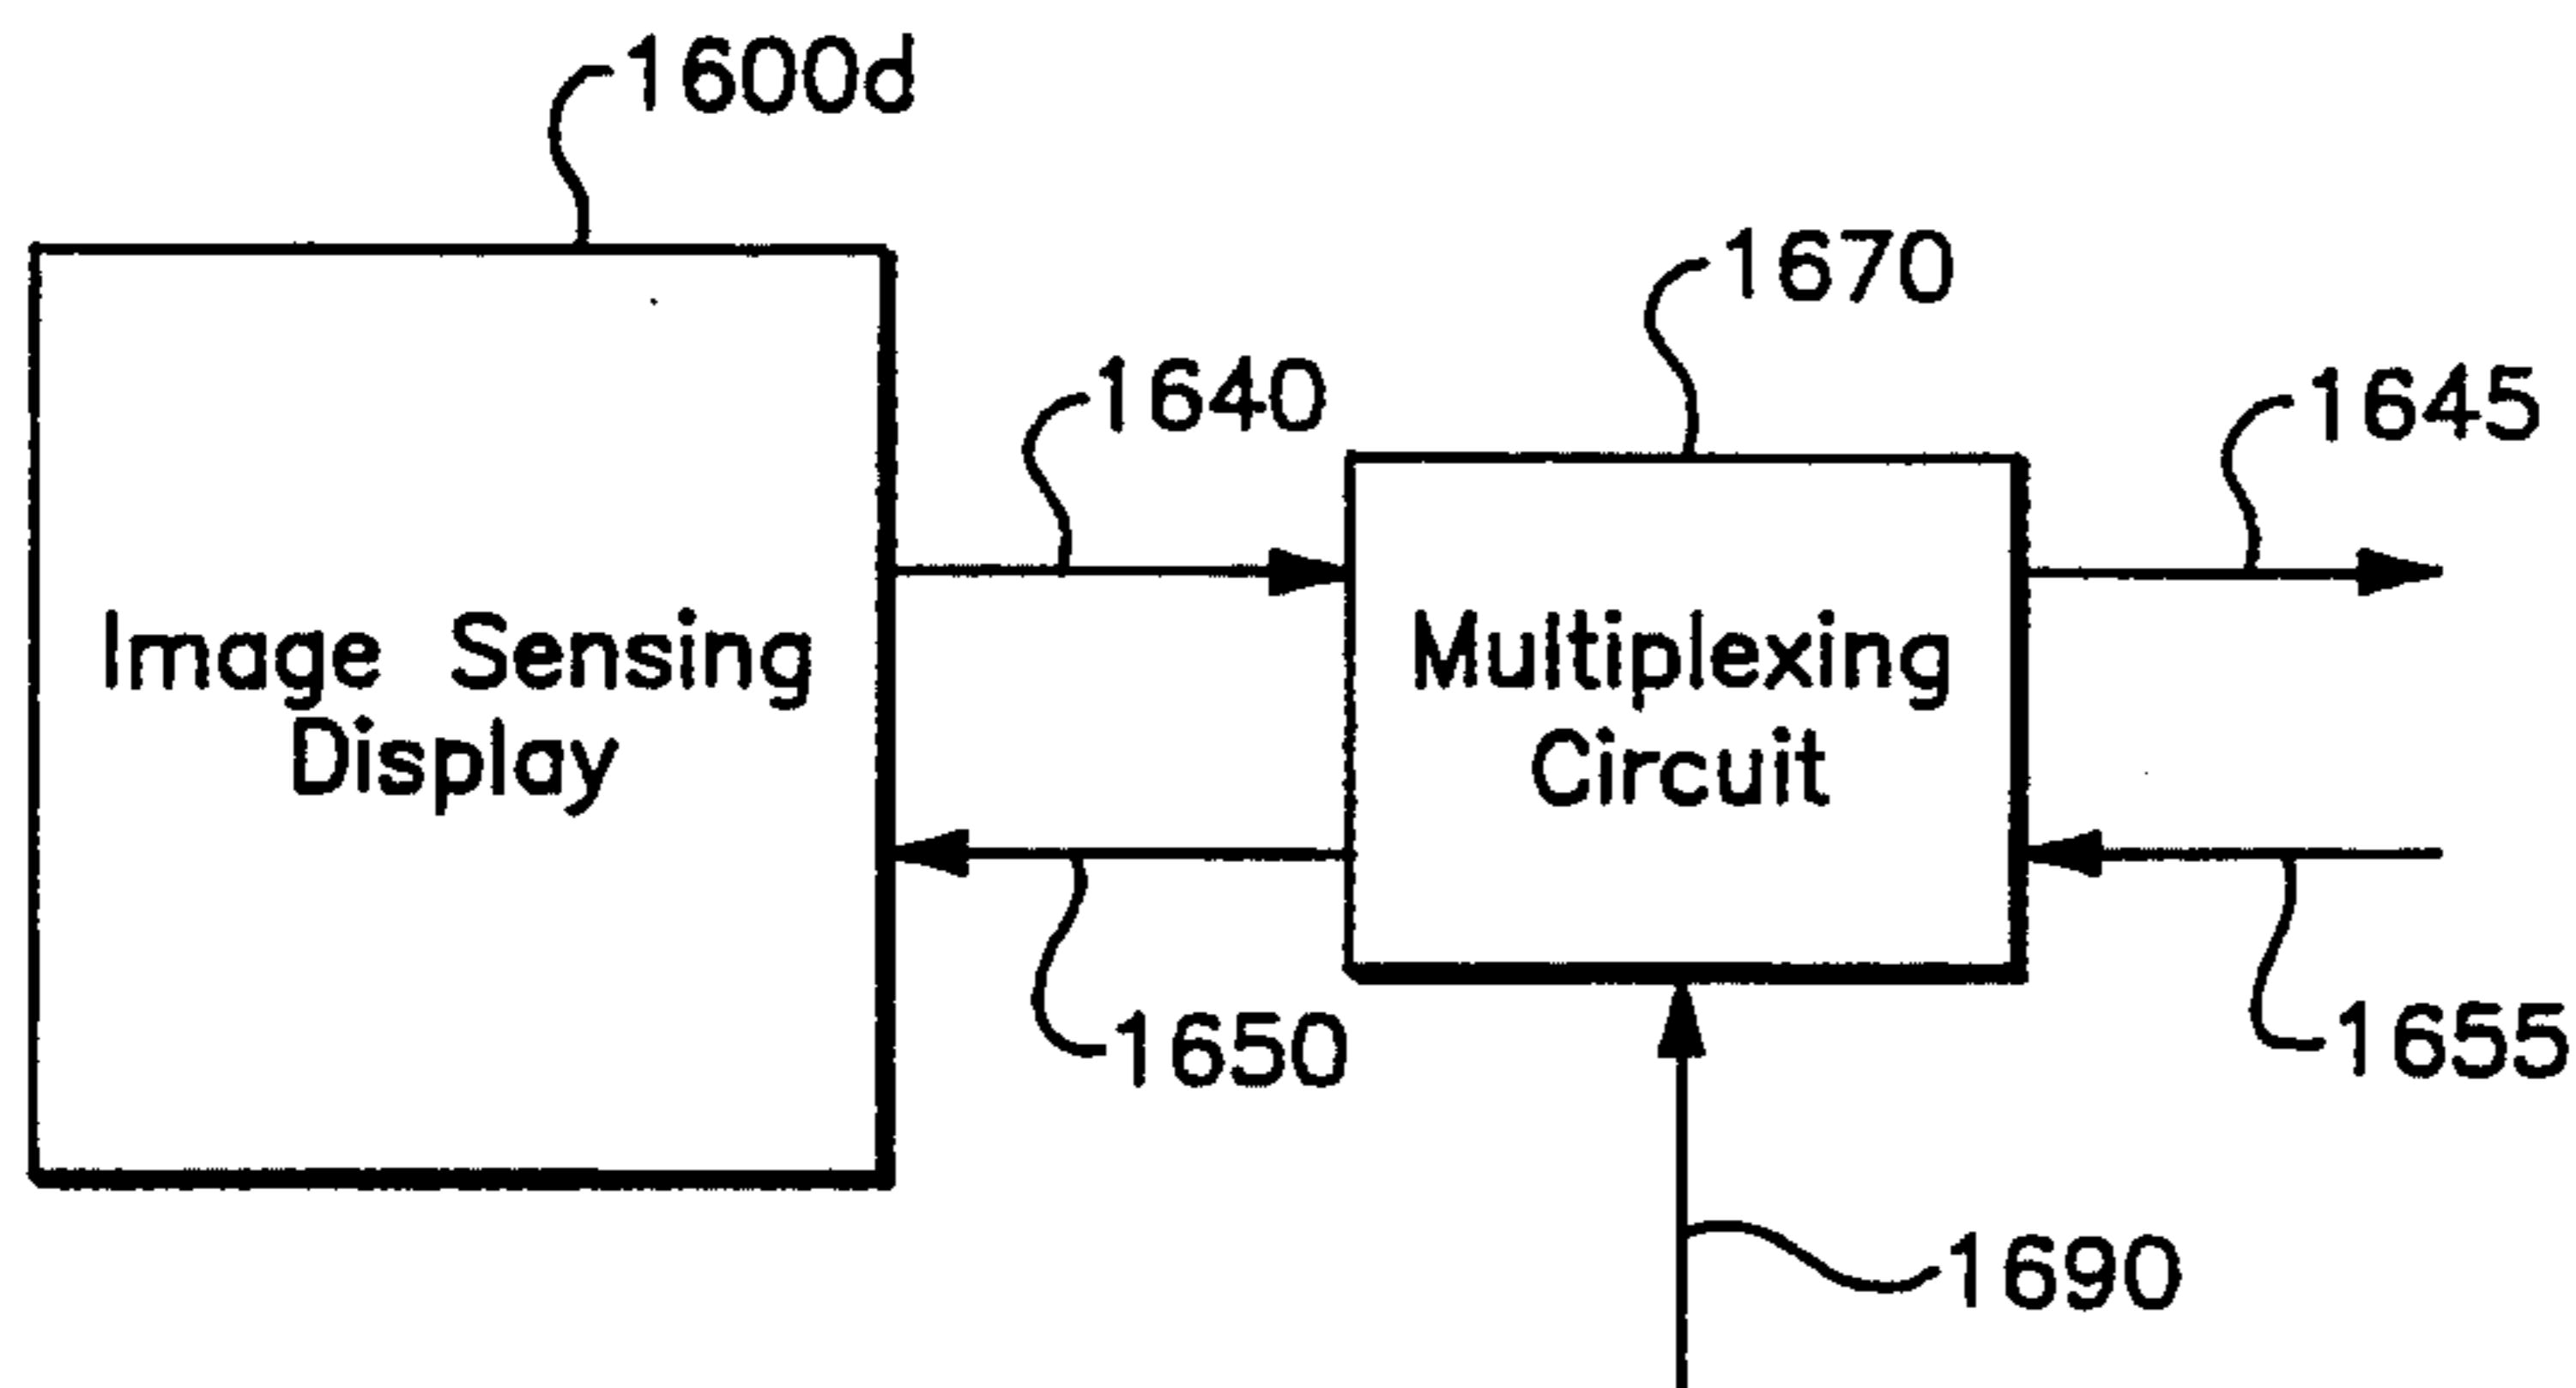 1600d
1670
1640
1645
Image Sensing
Display
Multiplexing
Circuit
1650
1655
1690